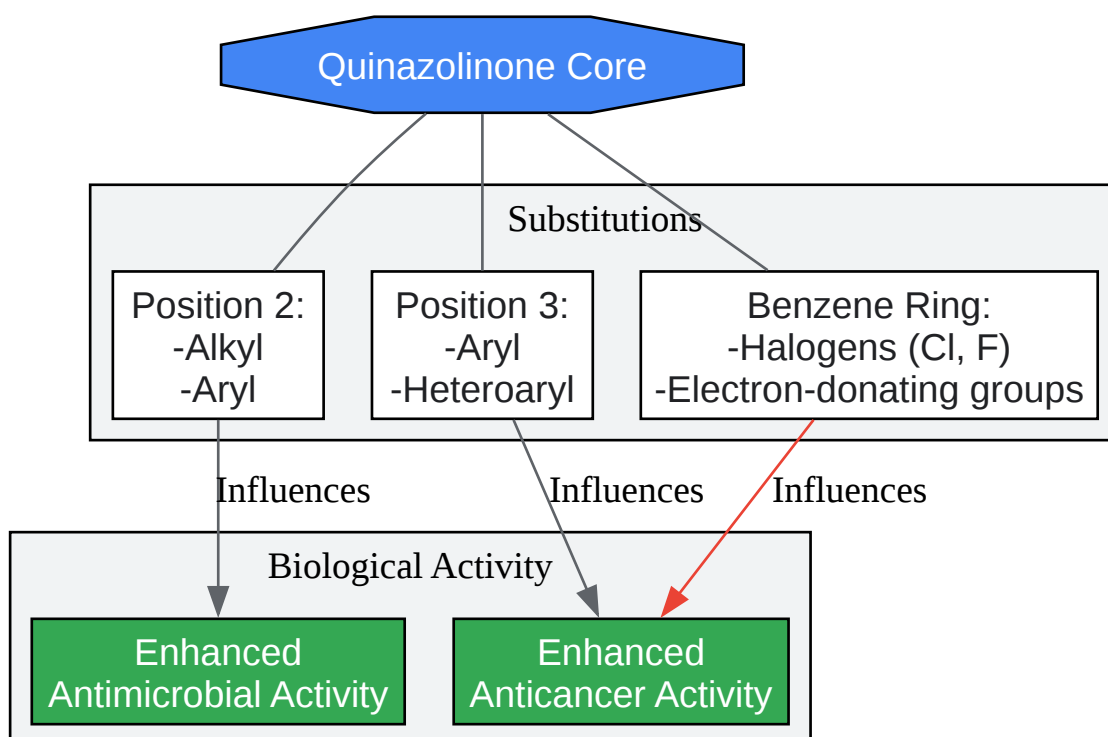 Quinazolinone Core
Substitutions
Position 2:
-Alkyl
-Aryl
Position 3:
-Aryl
-Heteroaryl
Benzene Ring:
-Halogens (Cl, F)
-Electron-donating groups
Influences
Influences
Influences
Biological Activity
Enhanced
Antimicrobial Activity
Enhanced
Anticancer Activity